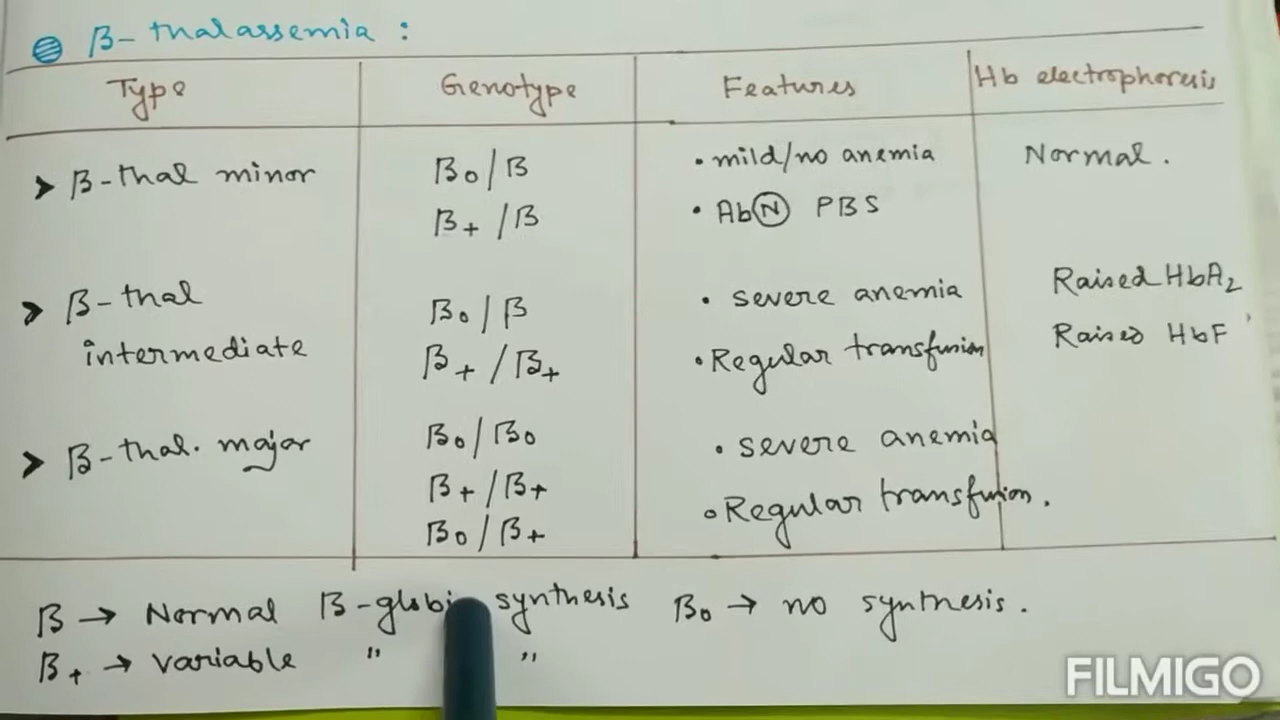 β- thalassemia :
Type Genotype Features Hb electrophoresis
β-thal minor β₀/β • mild/no anemia Normal.
β₊/β • Ab(N) PBS
β-thal intermediate β₀/β • severe anemia Raised HbA₂
β₊/β₊ • Regular transfusion Raised HbF
β-thal. major β₀/β₀ • severe anemia
β₊/β₊ • Regular transfusion.
β₀/β₊
β → Normal β-globi synthesis β₀ → no synthesis.
β₊ → variable " "
FILMIGO